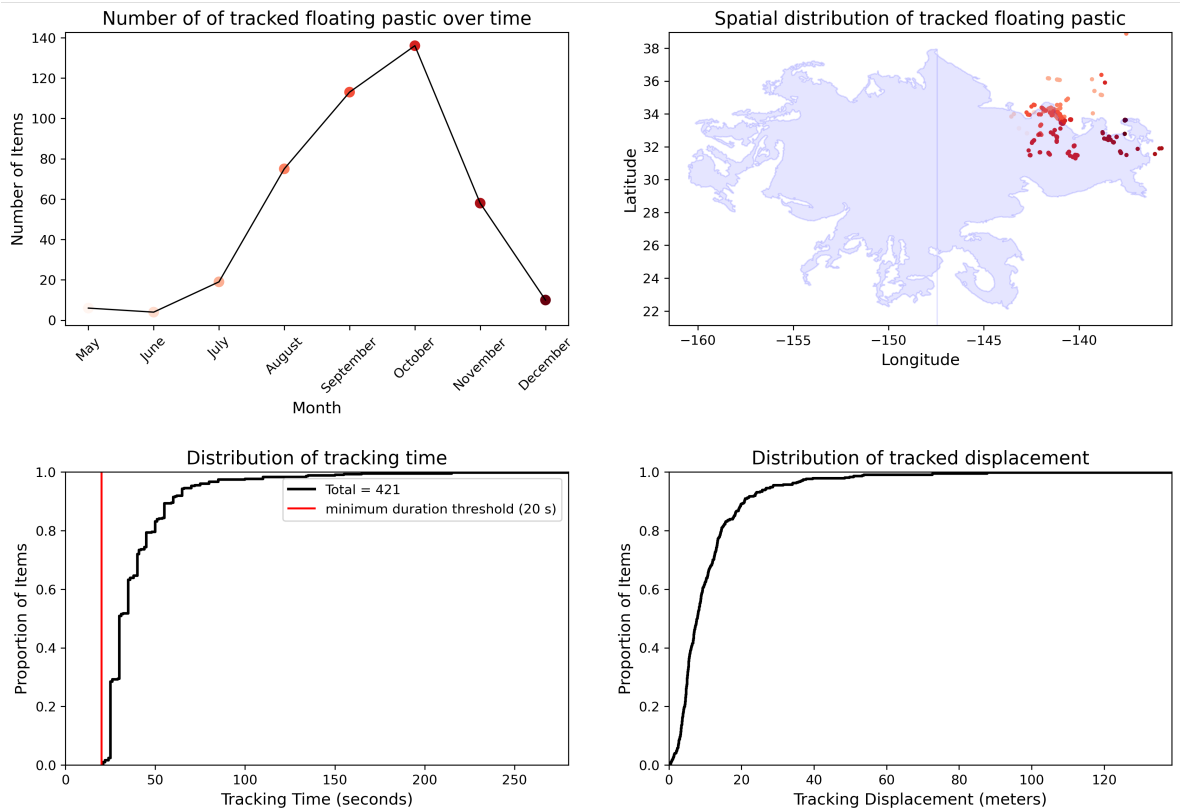 Number of of tracked floating pastic over time
140
120
100
80
60
40
20
0
Number of Items
May
June
July
August
September
October
November
December
Month
Spatial distribution of tracked floating pastic
38
36
34
32
30
28
26
24
22
Latitude
−160
−155
−150
−145
−140
Longitude
Distribution of tracking time
1.0
0.8
0.6
0.4
0.2
0.0
Proportion of Items
Total = 421
minimum duration threshold (20 s)
0
50
100
150
200
250
Tracking Time (seconds)
Distribution of tracked displacement
1.0
0.8
0.6
0.4
0.2
0.0
Proportion of Items
0
20
40
60
80
100
120
Tracking Displacement (meters)